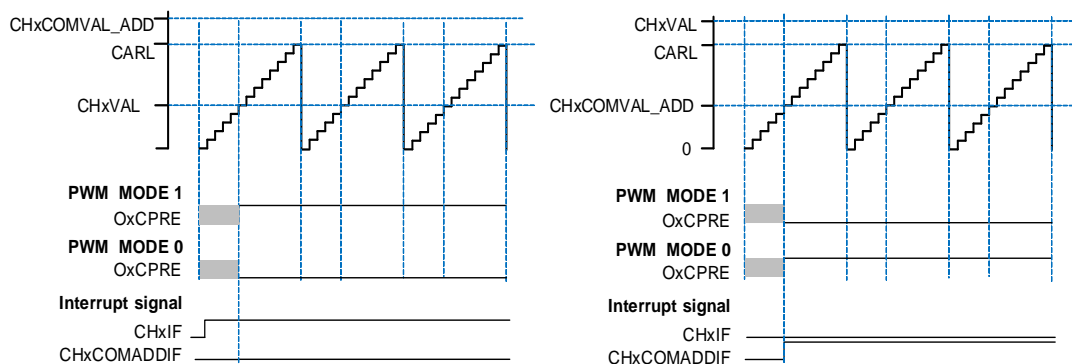 CHxCOMVAL_ADD
CARL
CHxVAL
PWM MODE 1
OxCPRE
PWM MODE 0
OxCPRE
Interrupt signal
CHxIF
CHxCOMADDIF
CHxVAL
CARL
CHxCOMVAL_ADD
0
PWM MODE 1
OxCPRE
PWM MODE 0
OxCPRE
Interrupt signal
CHxIF
CHxCOMADDIF